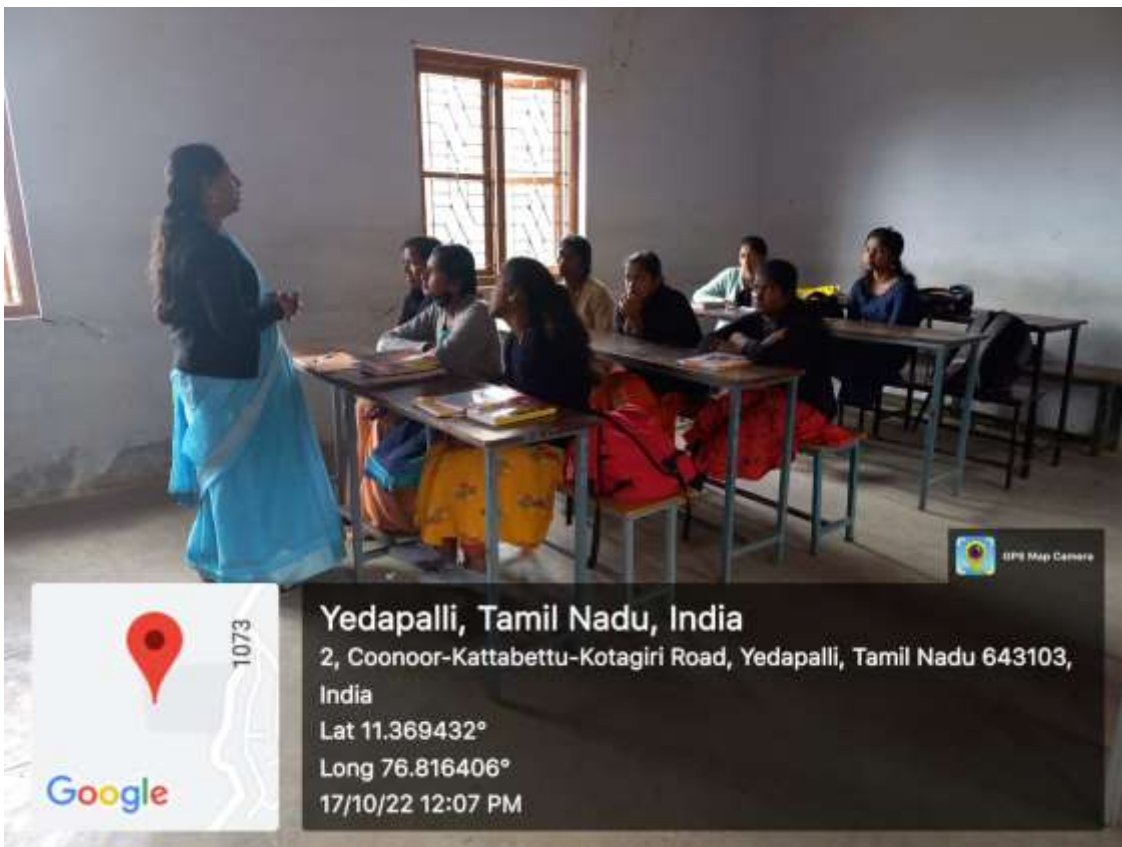 GPS Map Camera
1073
Google
Yedapalli, Tamil Nadu, India
2, Coonoor-Kattabettu-Kotagiri Road, Yedapalli, Tamil Nadu 643103,
India
Lat 11.369432°
Long 76.816406°
17/10/22 12:07 PM